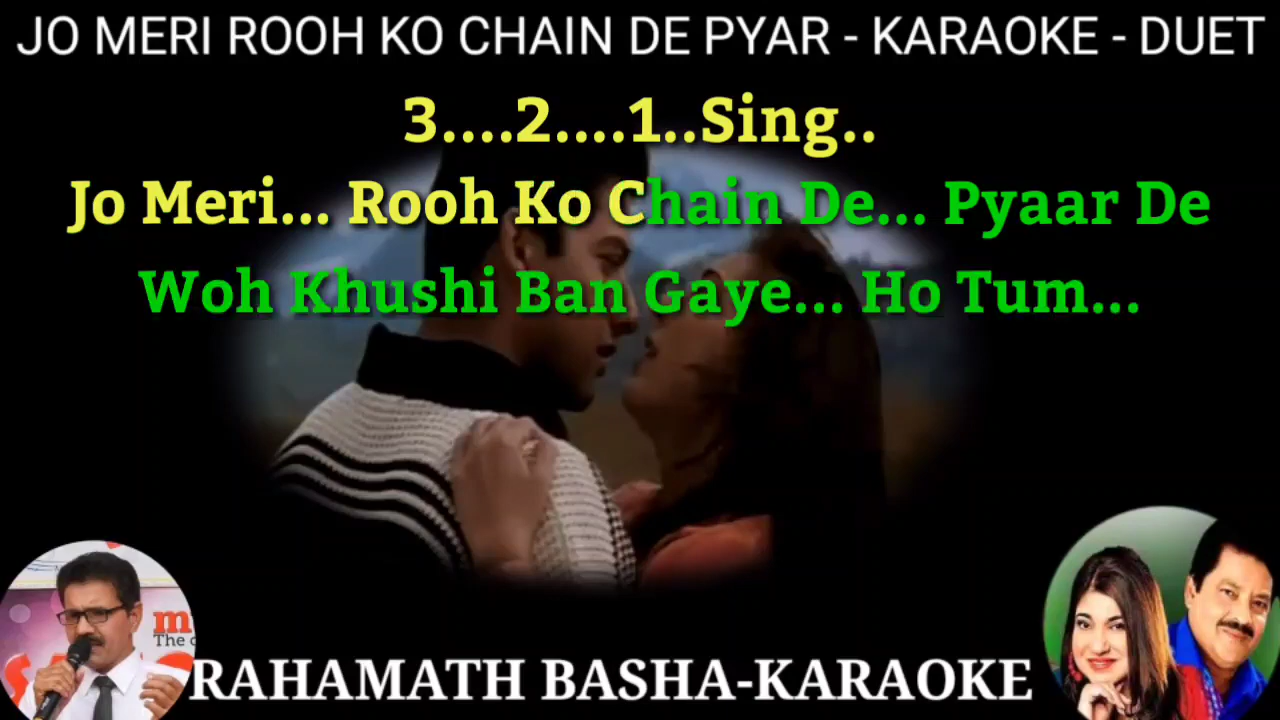 JO MERI ROOH KO CHAIN DE PYAR - KARAOKE - DUET
3....2....1..Sing..
Jo Meri... Rooh Ko Chain De... Pyaar De
Woh Khushi Ban Gaye... Ho Tum...
The
RAHAMATH BASHA-KARAOKE